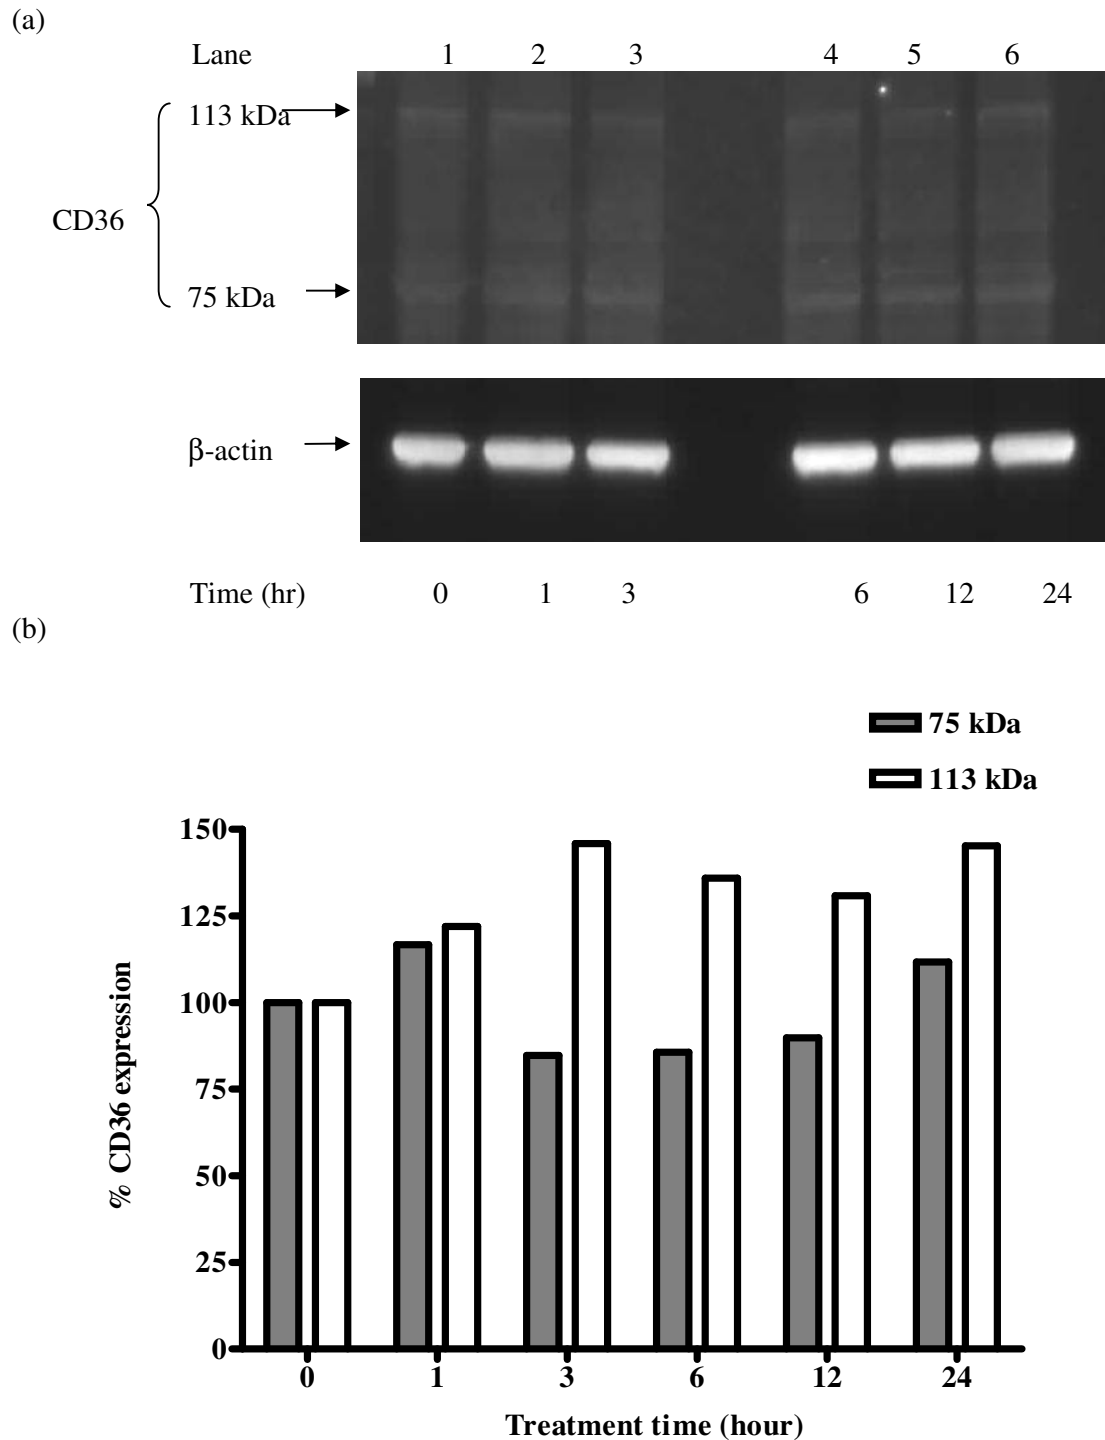 (a)
Lane 1 2 3 4 5 6
113 kDa
CD36
75 kDa
β-actin
Time (hr) 0 1 3 6 12 24
(b)
75 kDa
113 kDa
150
125
100
75
50
25
0
% CD36 expression
0 1 3 6 12 24
Treatment time (hour)